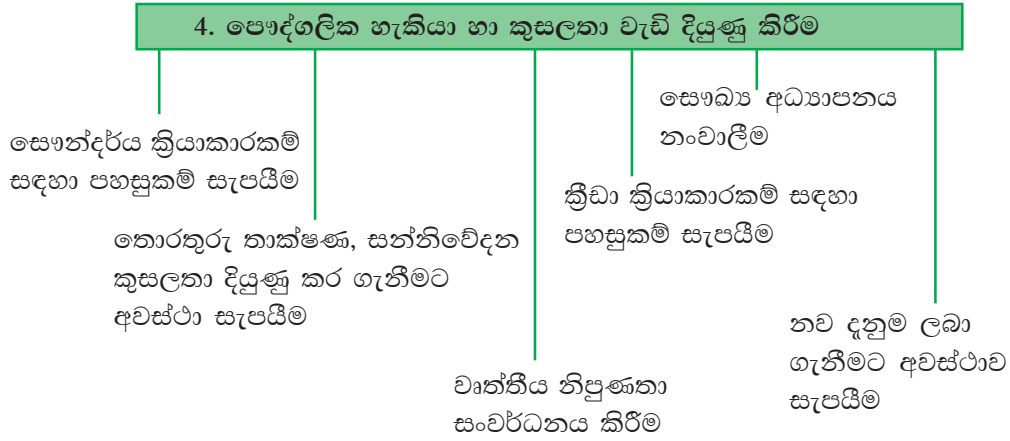 4. පෞද්ගලික හැකියා හා කුසලතා වැඩි දියුණු කිරීම
සෞන්දර්ය ක්‍රියාකාරකම්
සඳහා පහසුකම් සැපයීම
තොරතුරු තාක්ෂණ, සන්නිවේදන
කුසලතා දියුණු කර ගැනීමට
අවස්ථා සැපයීම
වෘත්තීය නිපුණතා
සංවර්ධනය කිරීම
ක්‍රීඩා ක්‍රියාකාරකම් සඳහා
පහසුකම් සැපයීම
සෞඛ්‍ය අධ්‍යාපනය
නංවාලීම
නව දැනුම ලබා
ගැනීමට අවස්ථාව
සැපයීම